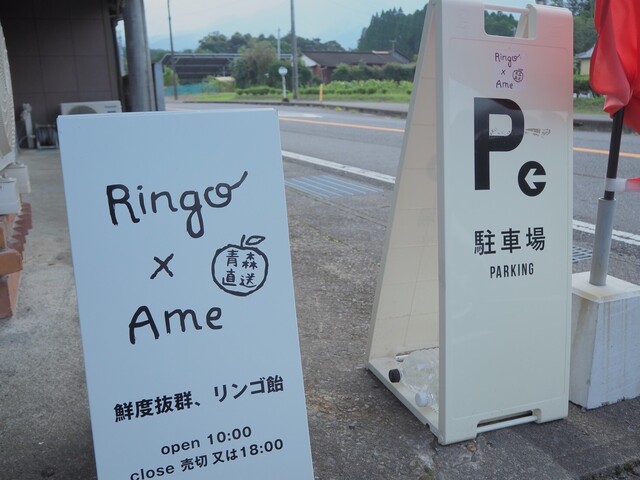 Ringo
x
Ame
青森
直送
鮮度抜群、リンゴ飴
open 10:00
close 売切 又は18:00
Ringo
x
Ame
P
駐車場
PARKING